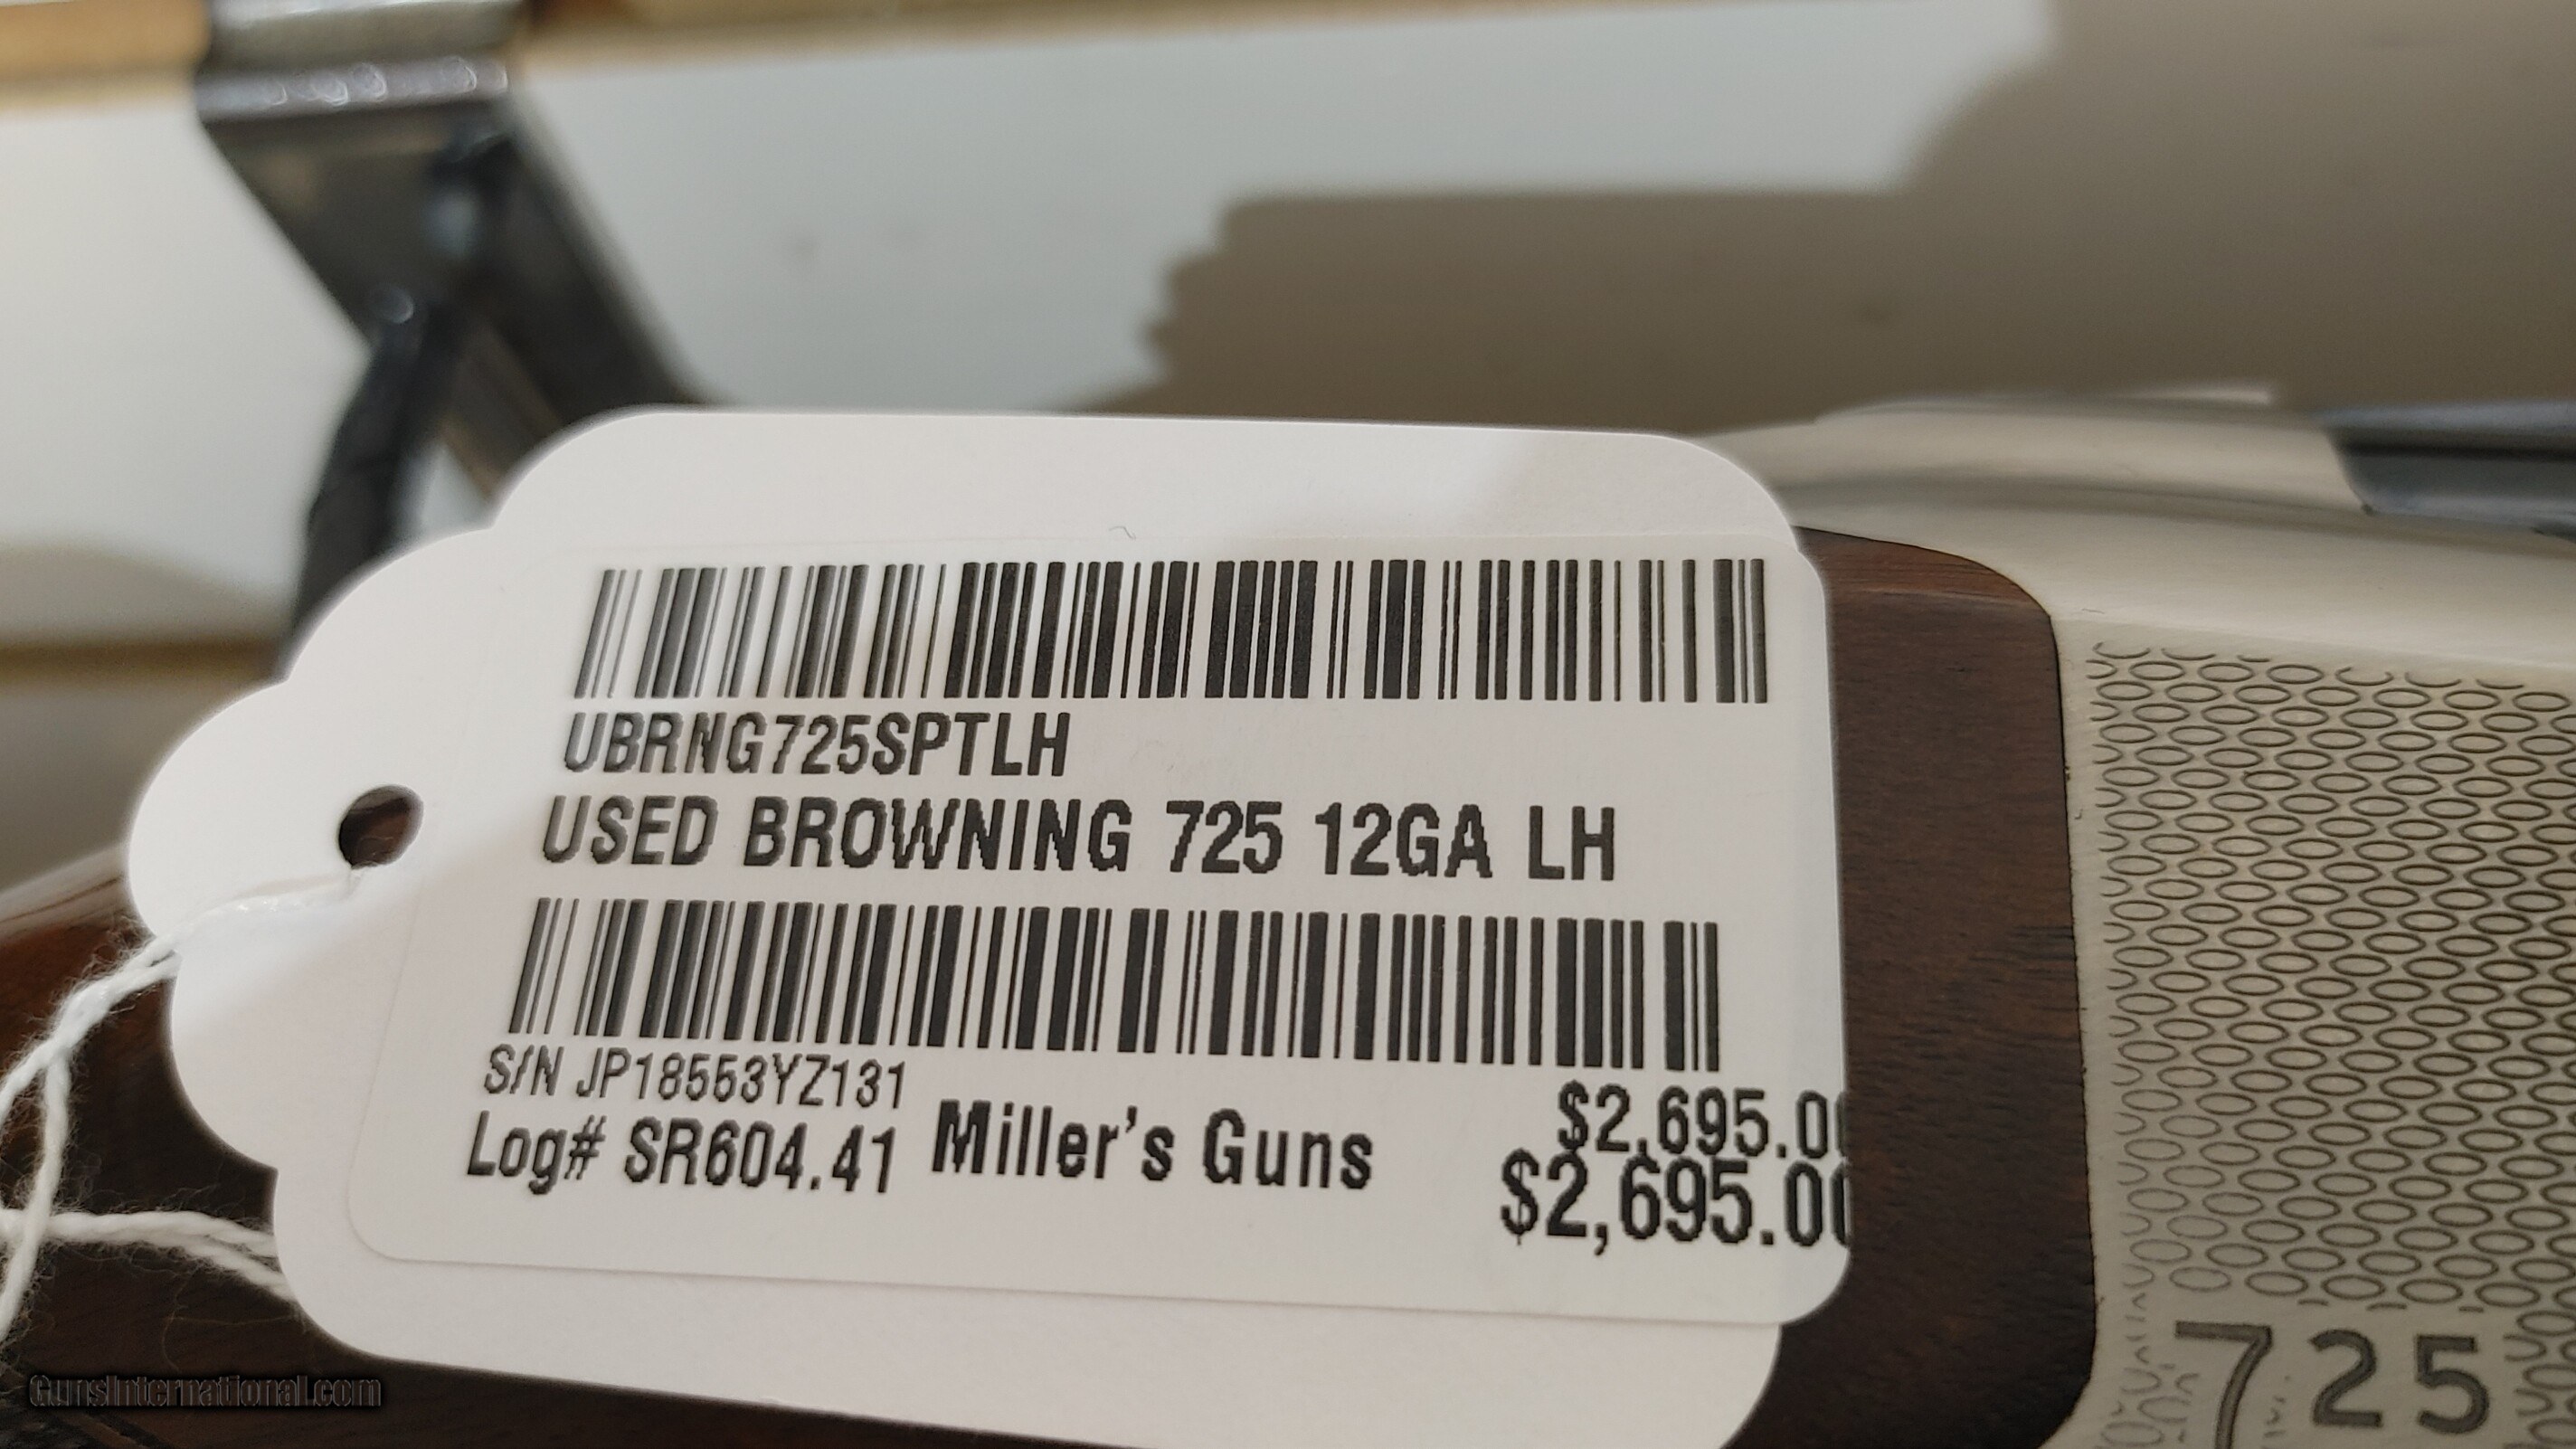 UBRNG725SPTLH
USED BROWNING 725 12GA LH
S/N JP18553YZ131
Log# SR604.41
Miller's Guns
$2,695.00
$2,695.00
725
GunsInternational.com